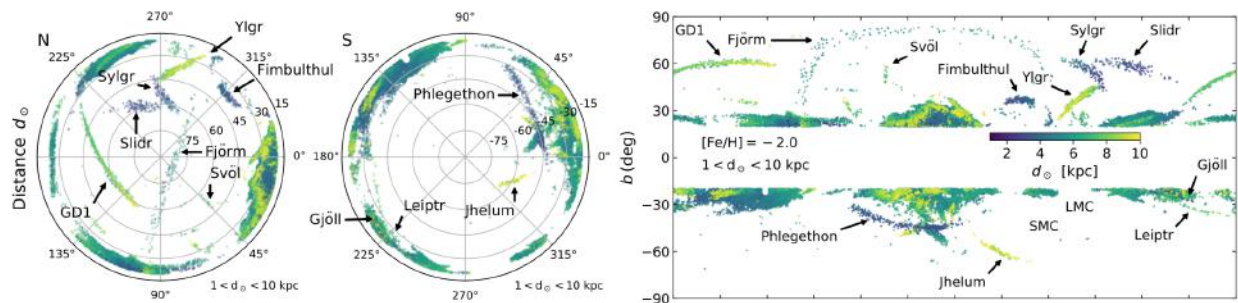 Distance d⊙
N
270°
225°
315°
180°
0°
135°
45°
90°
15
30
45
60
75
Ylgr
Sylgr
Fimbulthul
Slidr
Fjörm
Svöl
GD1
1 < d⊙ < 10 kpc
S
90°
45°
0°
180°
225°
315°
270°
-15
-30
-45
-60
-75
Phlegethon
Gjöll
Leiptr
Jhelum
1 < d⊙ < 10 kpc
b (deg)
90
60
30
0
−30
−60
−90
GD1
Fjörm
Svöl
Sylgr
Slidr
Fimbulthul
Ylgr
[Fe/H] = −2.0
1 < d⊙ < 10 kpc
2 4 6 8 10
d⊙ [kpc]
Gjöll
LMC
SMC
Phlegethon
Leiptr
Jhelum